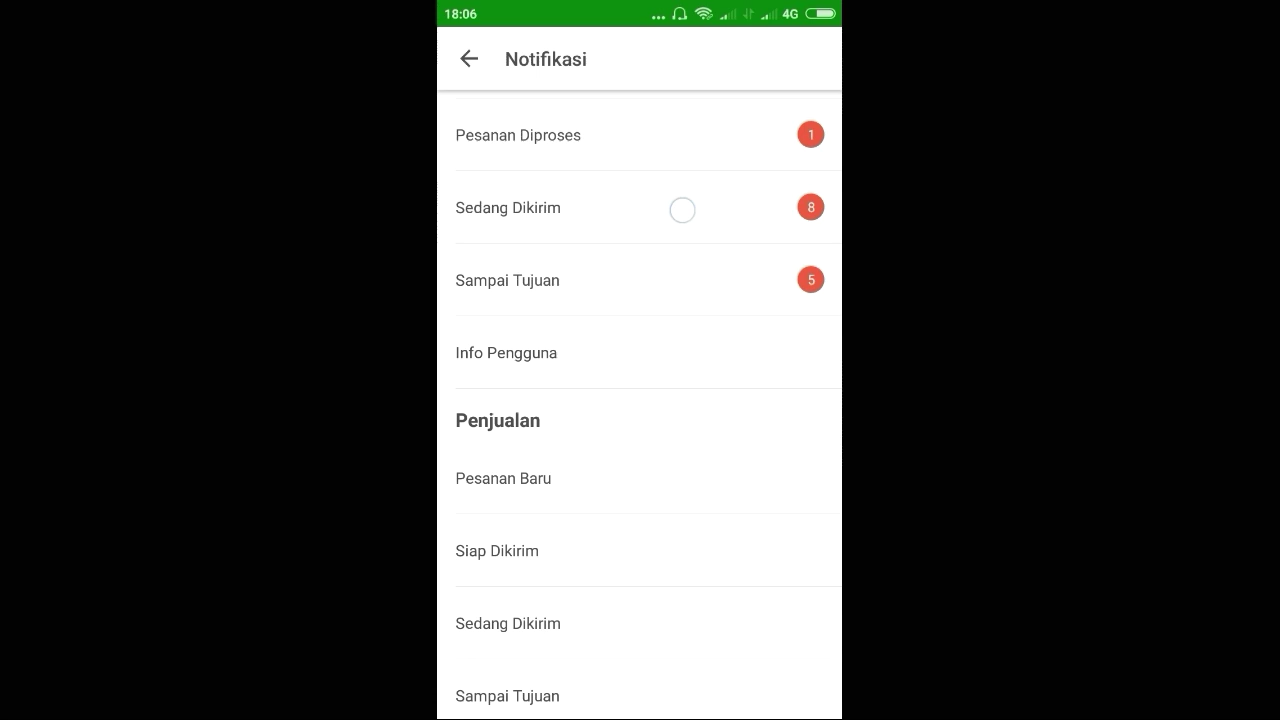 18:06
4G
Notifikasi
Pesanan Diproses 1
Sedang Dikirim 8
Sampai Tujuan 5
Info Pengguna
Penjualan
Pesanan Baru
Siap Dikirim
Sedang Dikirim
Sampai Tujuan